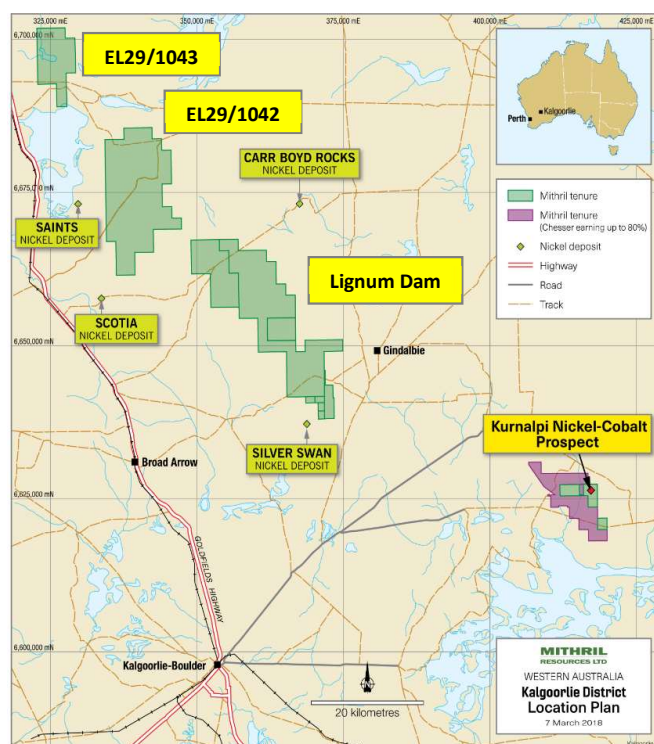 325,000 mE
350,000 mE
375,000 mE
400,000 mE
425,000 mE
6,700,000 mN
EL29/1043
EL29/1042
CARR BOYD ROCKS
NICKEL DEPOSIT
6,675,000 mN
SAINTS
NICKEL DEPOSIT
Lignum Dam
SCOTIA
NICKEL DEPOSIT
6,650,000 mN
Gindalbie
SILVER SWAN
NICKEL DEPOSIT
Broad Arrow
Kurnalpi Nickel-Cobalt
Prospect
6,625,000 mN
GOLDFIELDS HIGHWAY
6,600,000 mN
Kalgoorlie-Boulder
N
20 kilometres
Kalgoorlie
Perth
Mithril tenure
Mithril tenure
(Chesser earning up to 80%)
Nickel deposit
Highway
Road
Track
MITHRIL
RESOURCES LTD
WESTERN AUSTRALIA
Kalgoorlie District
Location Plan
7 March 2018